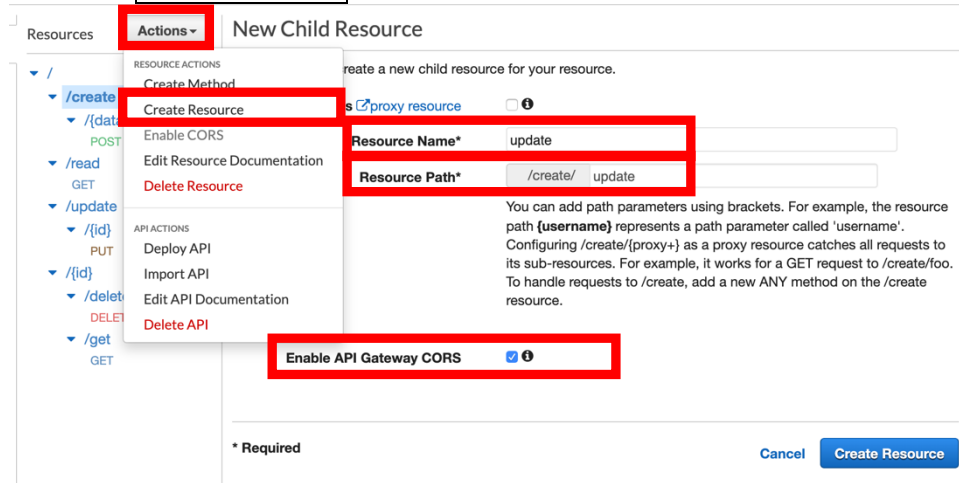 Resources
Actions
New Child Resource
/
/create
/{data
POST
/read
GET
/update
/{id}
PUT
/{id}
/delet
DELET
/get
GET
RESOURCE ACTIONS
Create Method
Create Resource
Enable CORS
Edit Resource Documentation
Delete Resource
API ACTIONS
Deploy API
Import API
Edit API Documentation
Delete API
create a new child resource for your resource.
s proxy resource
Resource Name* update
Resource Path* /create/ update
You can add path parameters using brackets. For example, the resource
path {username} represents a path parameter called 'username'.
Configuring /create/{proxy+} as a proxy resource catches all requests to
its sub-resources. For example, it works for a GET request to /create/foo.
To handle requests to /create, add a new ANY method on the /create
resource.
Enable API Gateway CORS
* Required
Cancel
Create Resource